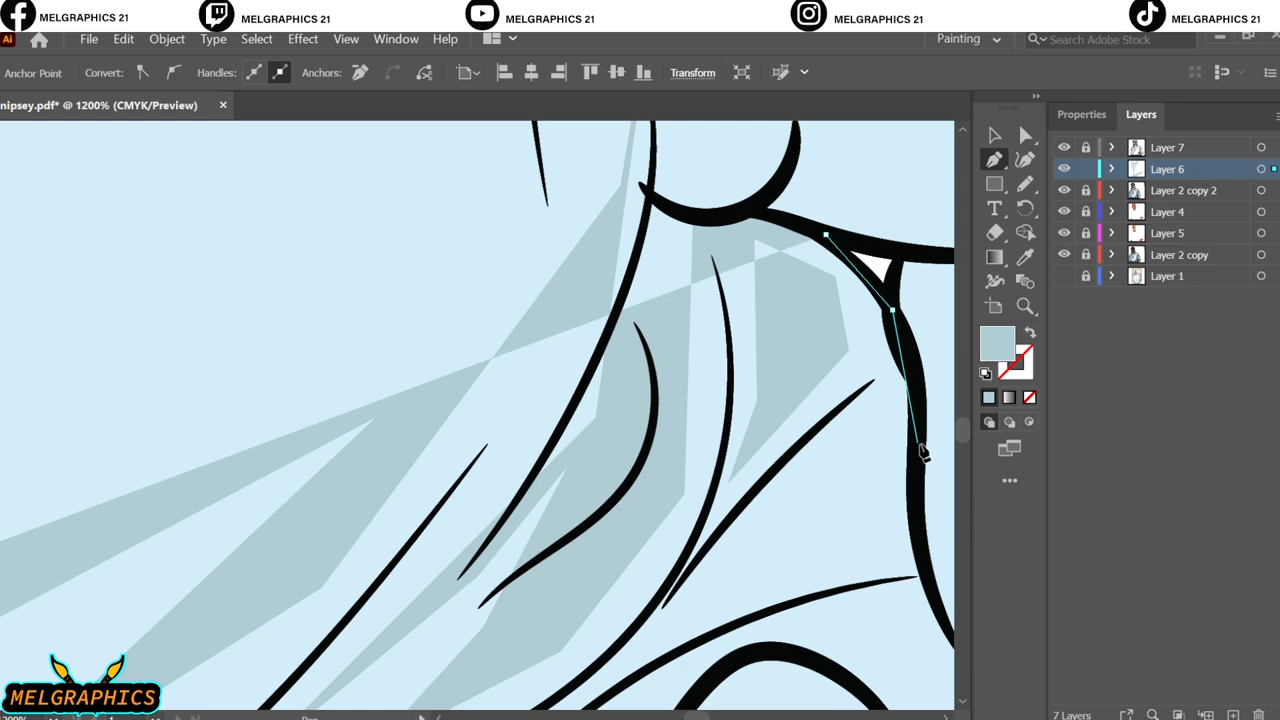 MELGRAPHICS 21 MELGRAPHICS 21 MELGRAPHICS 21 MELGRAPHICS 21 MELGRAPHICS 21
Ai File Edit Object Type Select Effect View Window Help Painting Search Adobe Stock
Anchor Point Convert: Handles: Anchors: Transform
nipsey.pdf* @ 1200% (CMYK/Preview) ×
Properties Layers
Layer 7
Layer 6
Layer 2 copy 2
Layer 4
Layer 5
Layer 2 copy
Layer 1
MELGRAPHICS
7 Layers